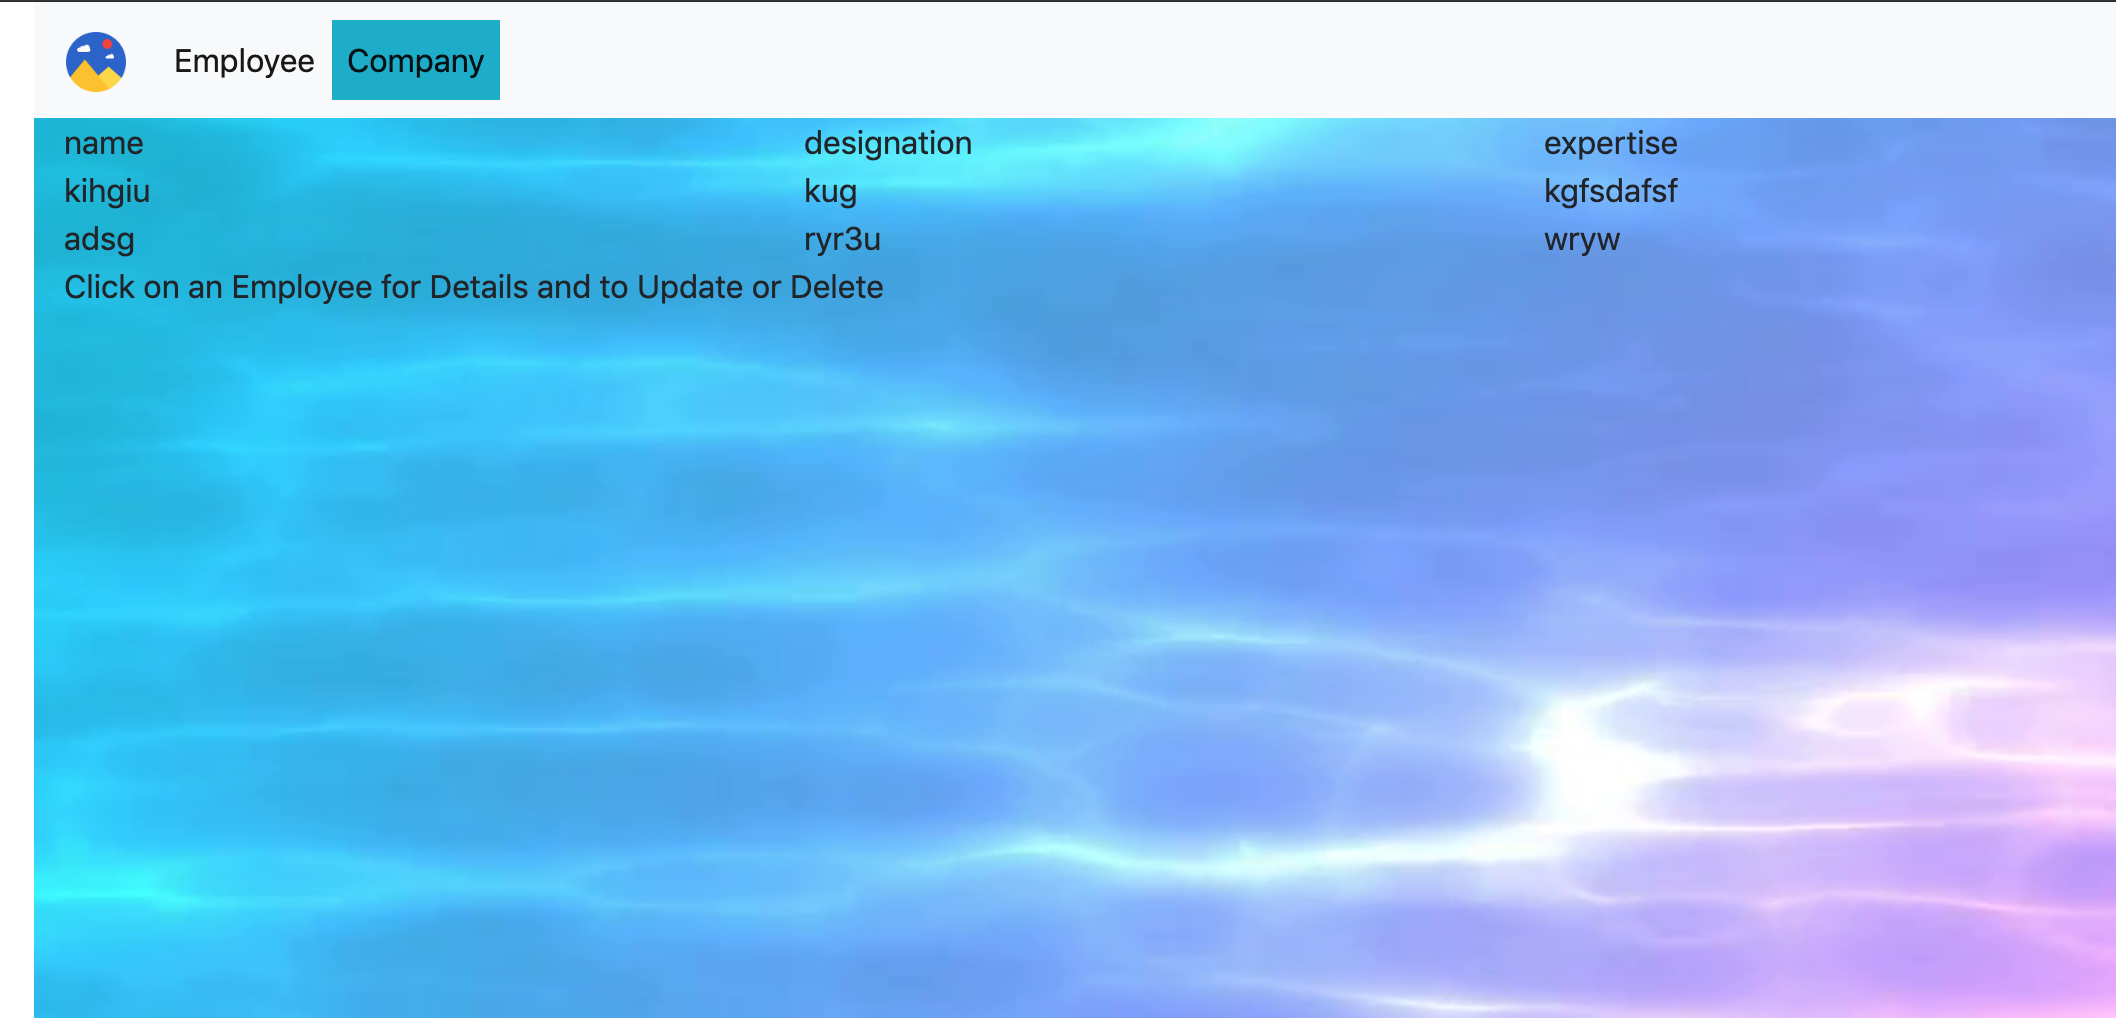 Employee Company
name designation expertise
kihgiu kug kgfsdafsf
adsg ryr3u wryw
Click on an Employee for Details and to Update or Delete